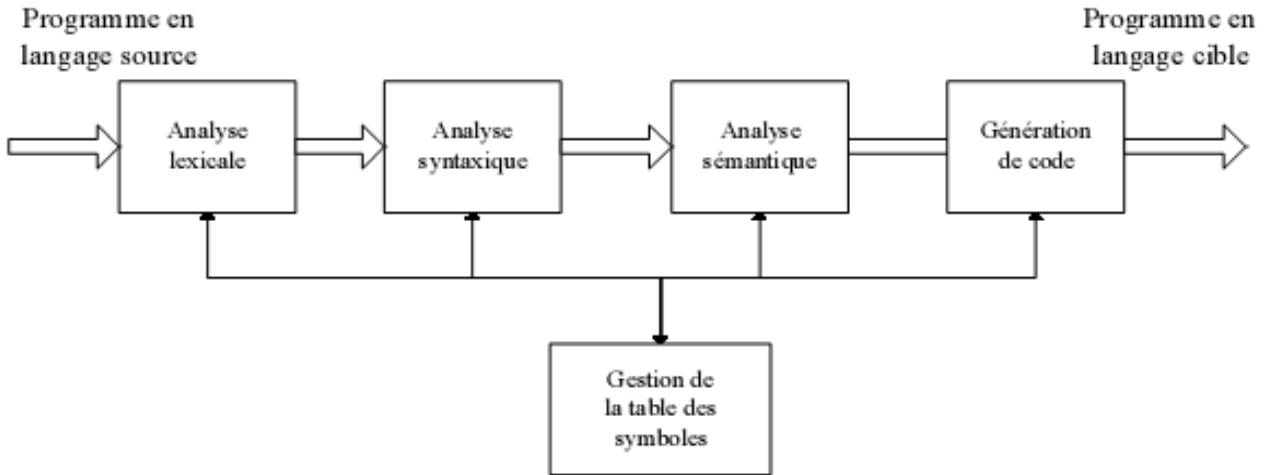 Programme en
langage source
Programme en
langage cible
Analyse
lexicale
Analyse
syntaxique
Analyse
sémantique
Génération
de code
Gestion de
la table des
symboles